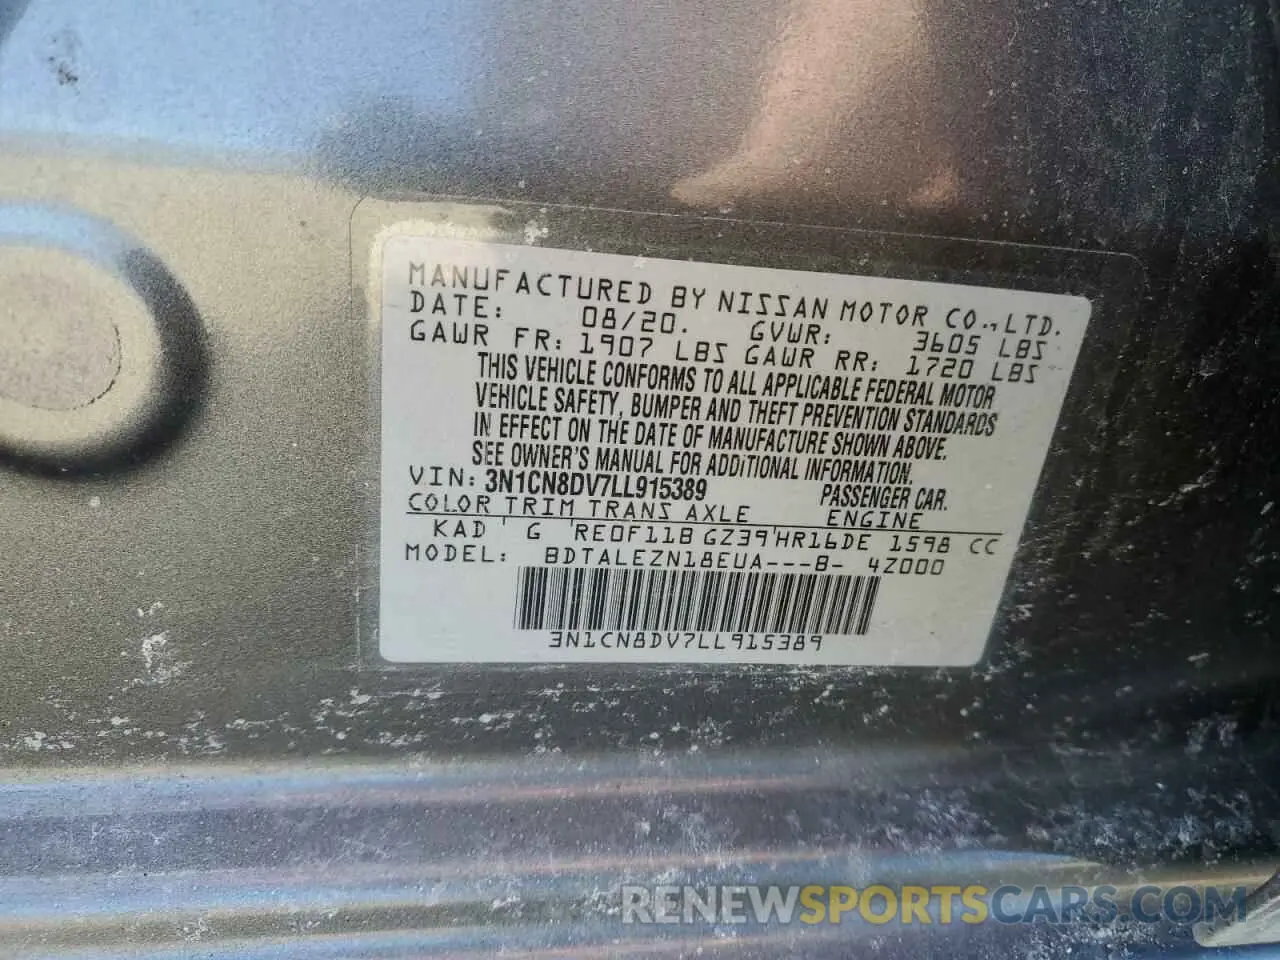 MANUFACTURED BY NISSAN MOTOR CO., LTD.
DATE: 08/20. GVWR: 3605 LBS
GAWR FR: 1907 LBS GAWR RR: 1720 LBS
THIS VEHICLE CONFORMS TO ALL APPLICABLE FEDERAL MOTOR
VEHICLE SAFETY, BUMPER AND THEFT PREVENTION STANDARDS
IN EFFECT ON THE DATE OF MANUFACTURE SHOWN ABOVE.
SEE OWNER'S MANUAL FOR ADDITIONAL INFORMATION.
VIN: 3N1CN8DV7LL915389 PASSENGER CAR.
COLOR TRIM TRANS AXLE ENGINE
KAD G RE0F11B GZ39 HR16DE 1598 CC
MODEL: BDTALEZN18EUA---B- 4Z000
3N1CN8DV7LL915389
RENEWSPORTSCARS.COM